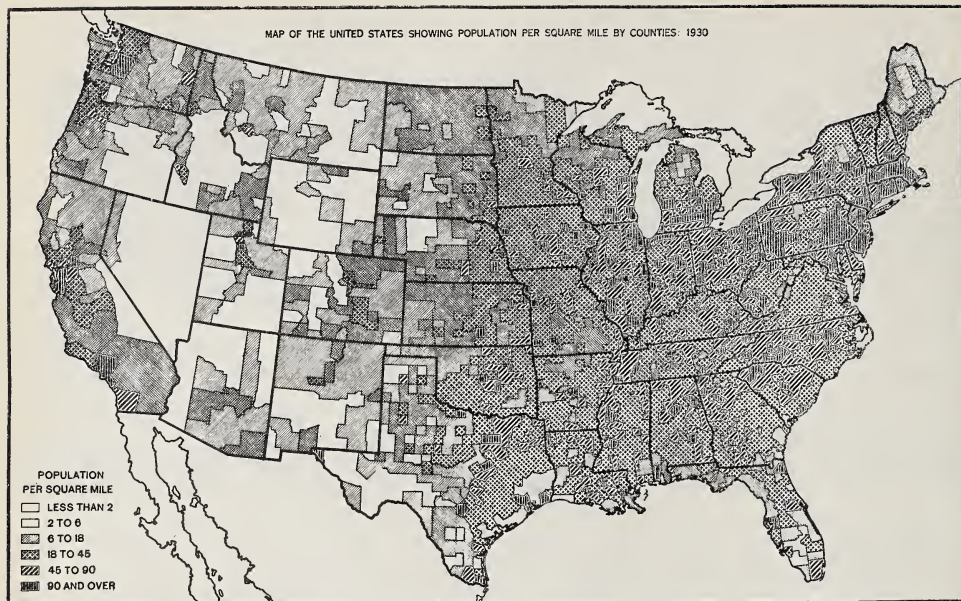 MAP OF THE UNITED STATES SHOWING POPULATION PER SQUARE MILE BY COUNTIES: 1930
POPULATION
PER SQUARE MILE
LESS THAN 2
2 TO 6
6 TO 18
18 TO 45
45 TO 90
90 AND OVER